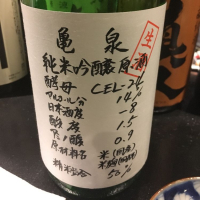 亀泉
生酒
純米吟醸原酒
酵母 CEL-24
アルコール分 14.
日本酒度 -8
酸度 1.5
アミノ酸 0.9
原材料名 米(国産)
米麹(国産米)
精米歩合 50%